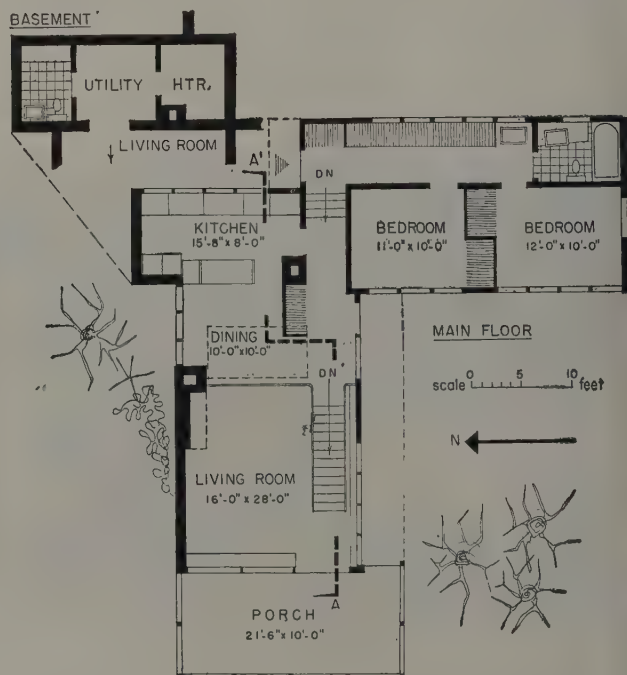 BASEMENT
UTILITY
HTR.
LIVING ROOM
A'
DN
KITCHEN
15'-8" x 8'-0"
BEDROOM
11'-0" x 10'-0"
BEDROOM
12'-0" x 10'-0"
DINING
10'-0" x 10'-0"
DN
MAIN FLOOR
scale 0 5 10 feet
N
LIVING ROOM
16'-0" x 28'-0"
A
PORCH
21'-6" x 10'-0"